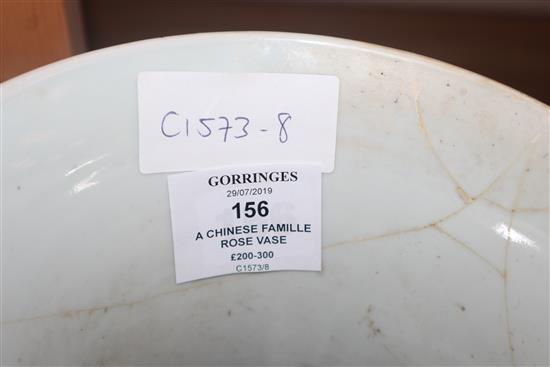 C1573-8
GORRINGES
29/07/2019
156
A CHINESE FAMILLE
ROSE VASE
£200-300
C1573/8